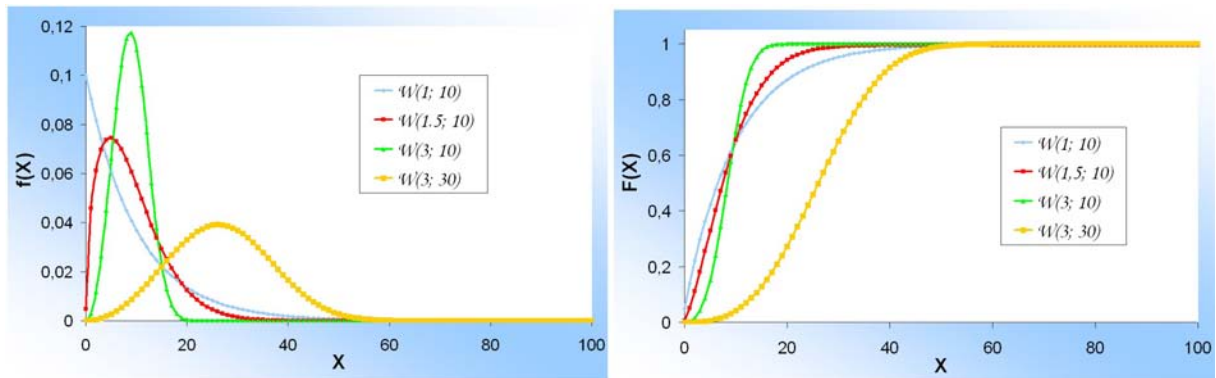 0,12
0,1
0,08
0,06
0,04
0,02
0
f(X)
0 20 40 60 80 100
X
W(1; 10)
W(1.5; 10)
W(3; 10)
W(3; 30)
1
0,8
0,6
0,4
0,2
0
F(X)
0 20 40 60 80 100
X
W(1; 10)
W(1,5; 10)
W(3; 10)
W(3; 30)